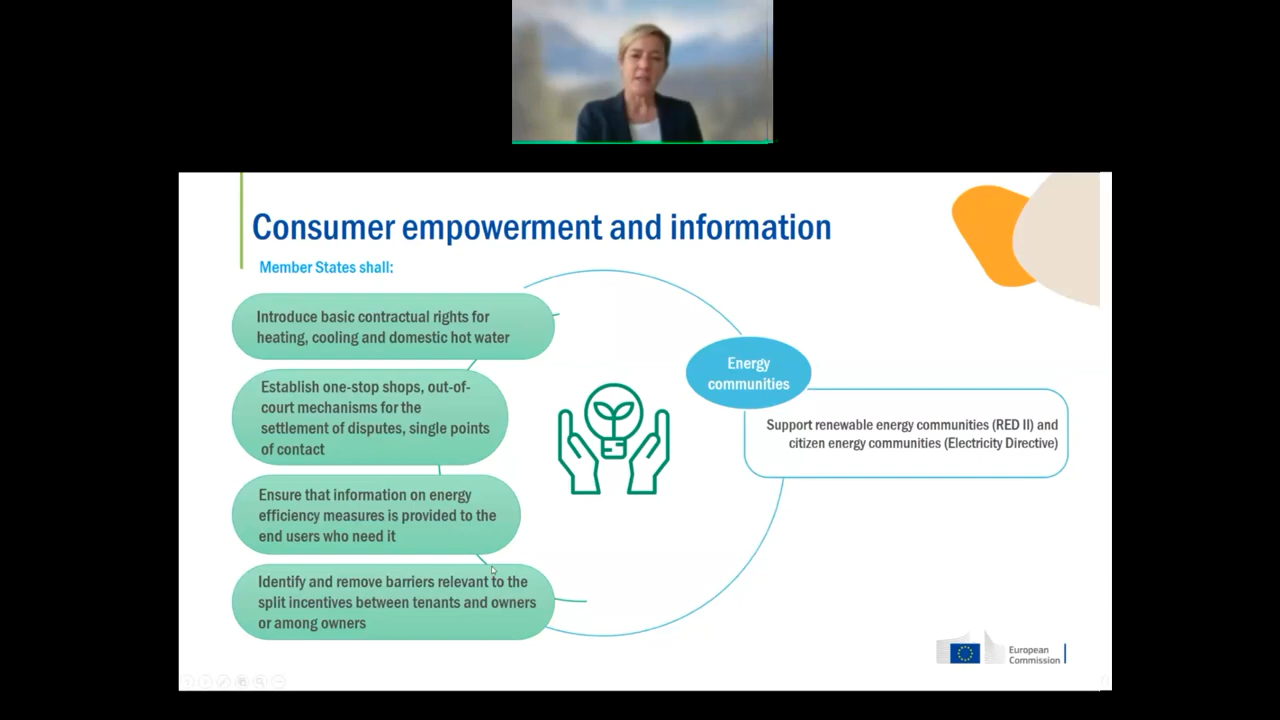 Consumer empowerment and information
Member States shall:
Introduce basic contractual rights for
heating, cooling and domestic hot water
Establish one-stop shops, out-of-
court mechanisms for the
settlement of disputes, single points
of contact
Ensure that information on energy
efficiency measures is provided to the
end users who need it
Identify and remove barriers relevant to the
split incentives between tenants and owners
or among owners
Energy
communities
Support renewable energy communities (RED II) and
citizen energy communities (Electricity Directive)
European
Commission